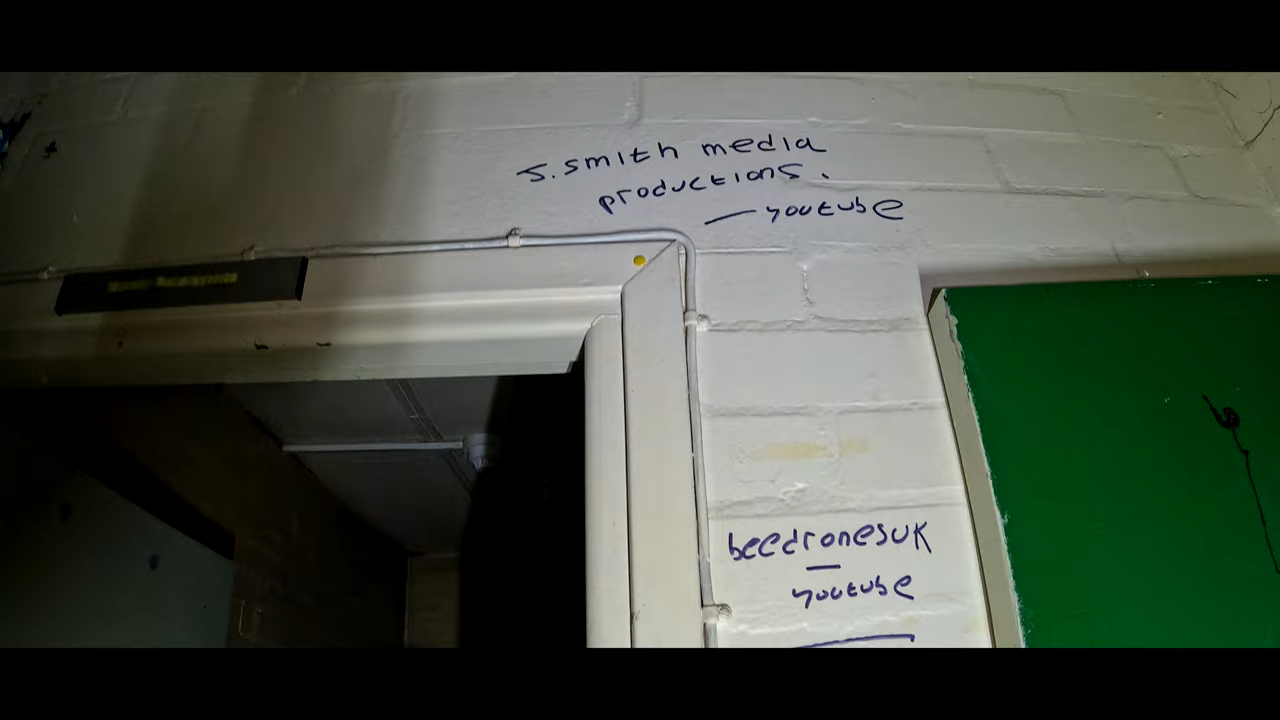 S.smith media
productions.
— youtube
beedronesuk
—
youtube